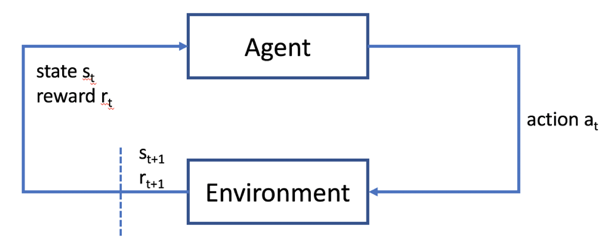 Agent
state sₜ
reward rₜ
action aₜ
sₜ₊₁
rₜ₊₁
Environment